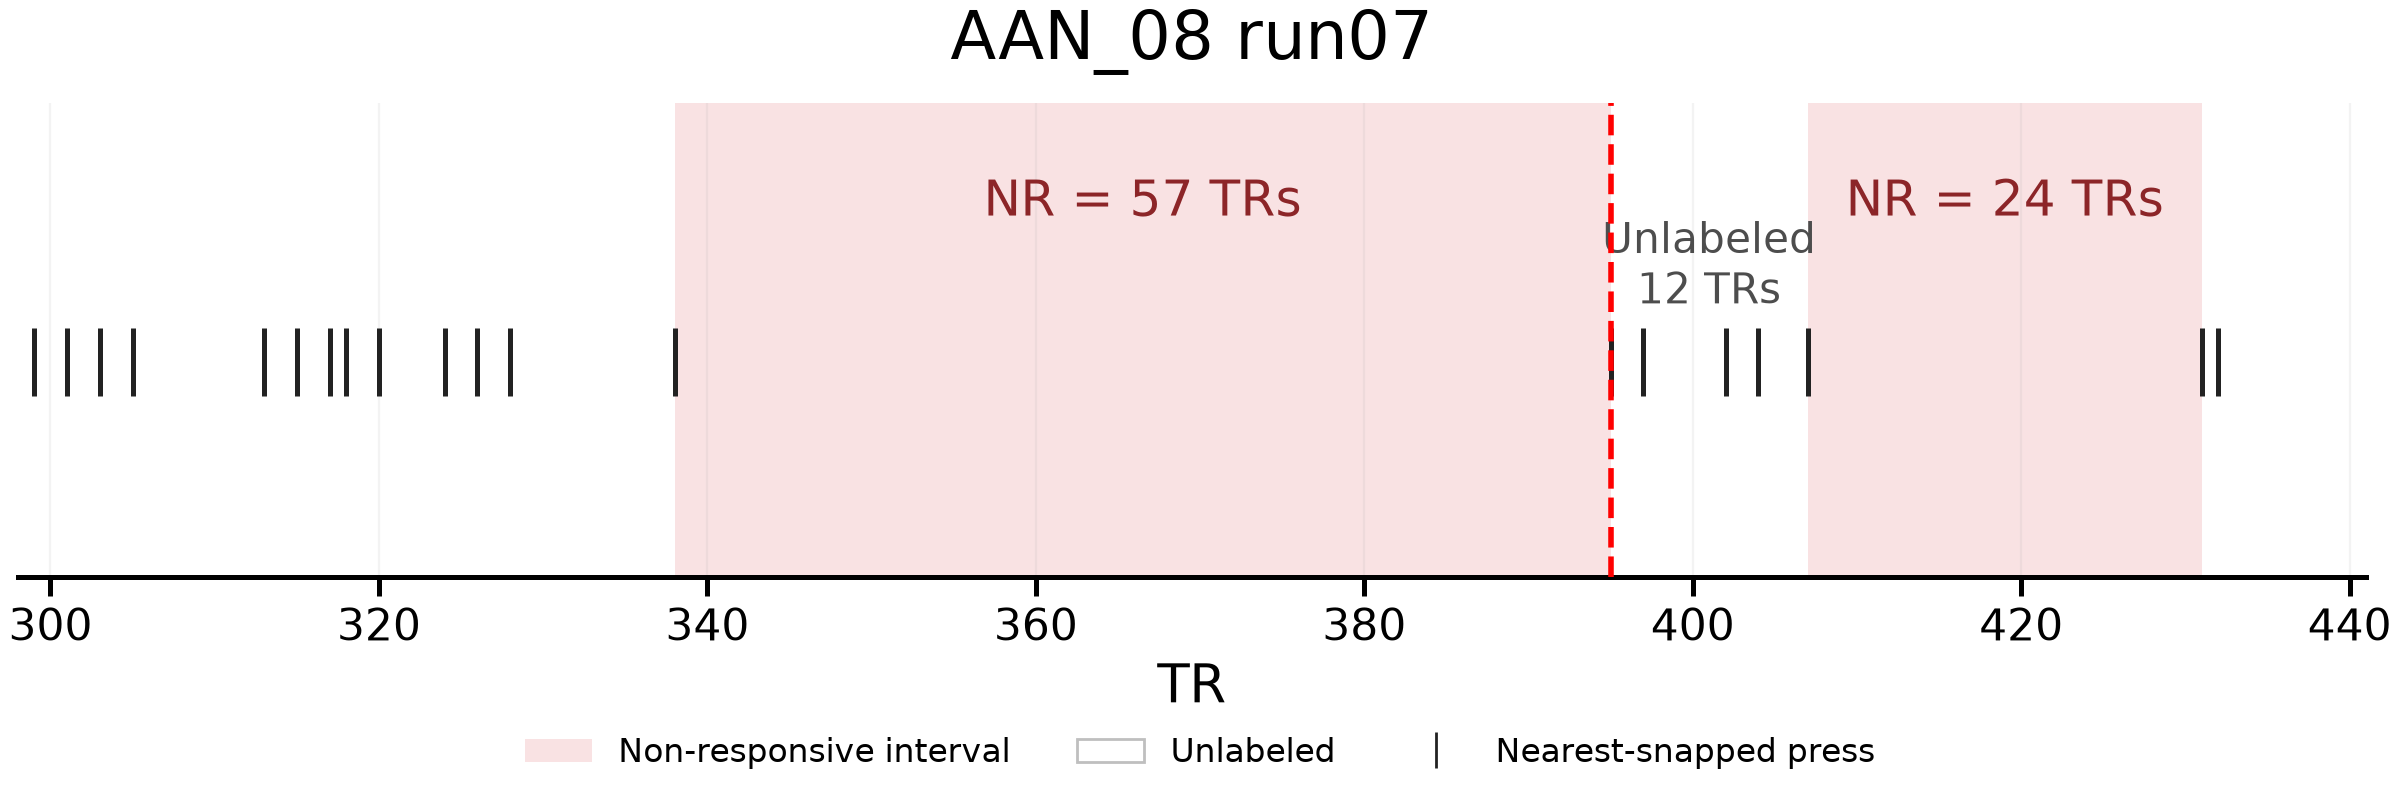 AAN_08 run07
NR = 57 TRs
NR = 24 TRs
Unlabeled
12 TRs
300 320 340 360 380 400 420 440
TR
Non-responsive interval Unlabeled Nearest-snapped press